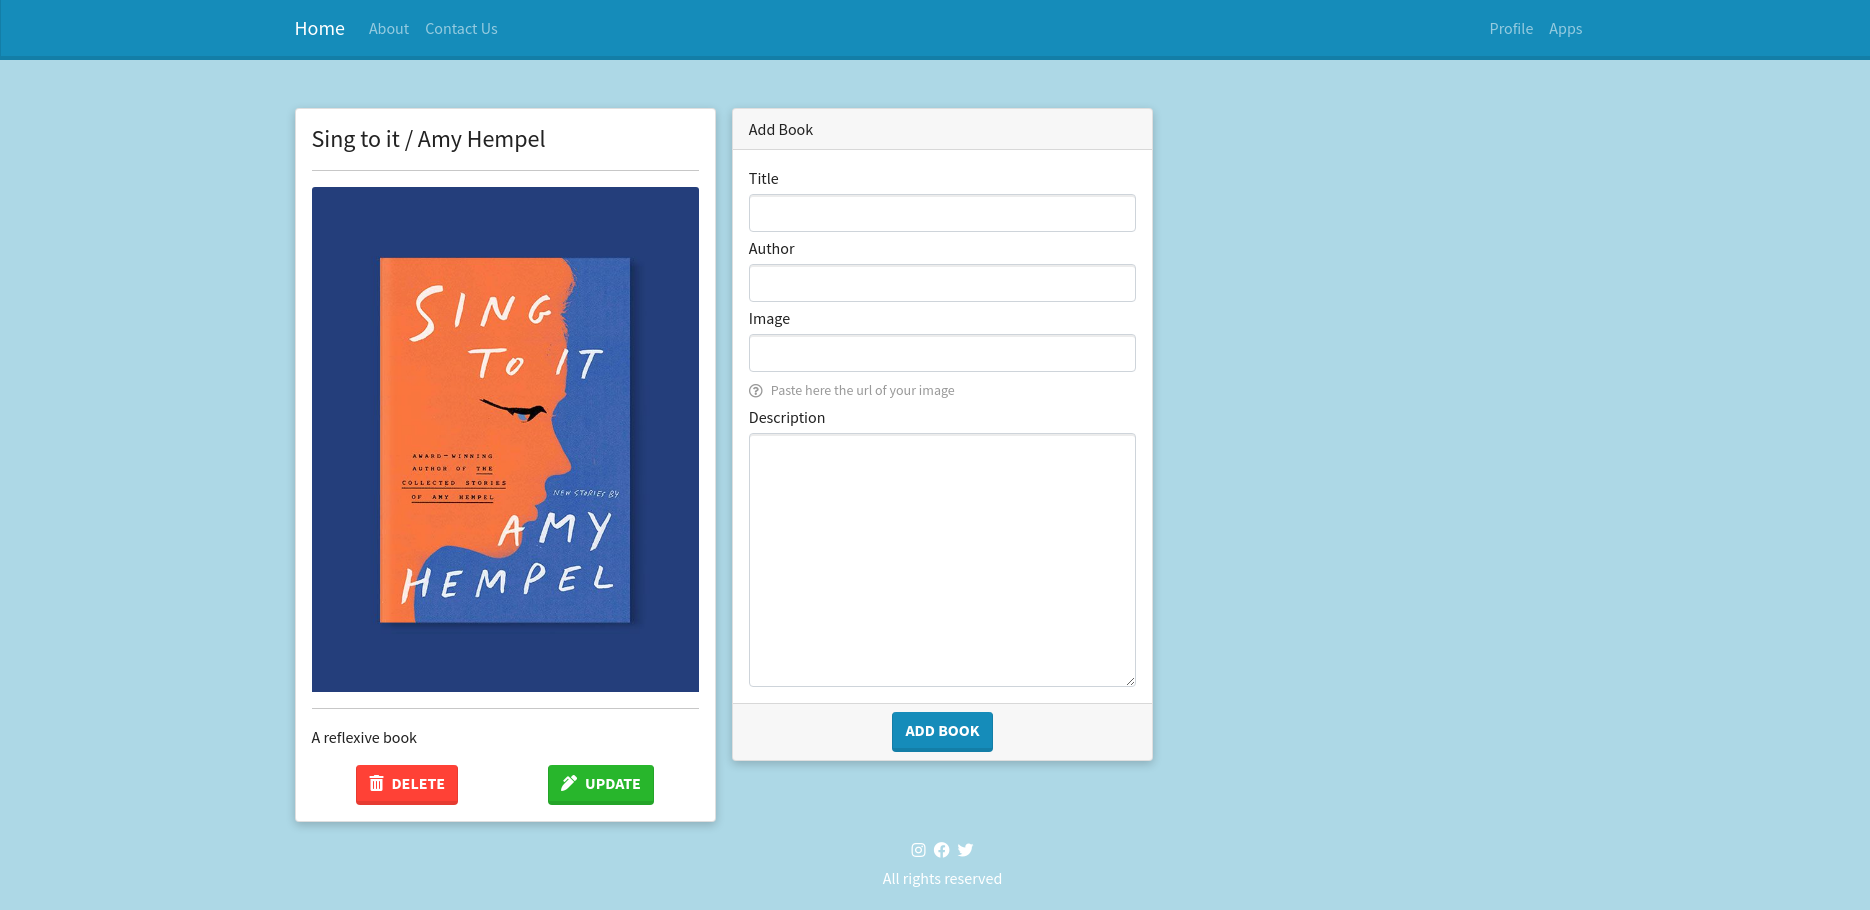 Home About Contact Us Profile Apps
Sing to it / Amy Hempel
SING
TO IT
AWARD-WINNING
AUTHOR OF THE
COLLECTED STORIES
OF AMY HEMPEL
NEW STORIES BY
AMY
HEMPEL
A reflexive book
DELETE UPDATE
Add Book
Title
Author
Image
Paste here the url of your image
Description
ADD BOOK
All rights reserved